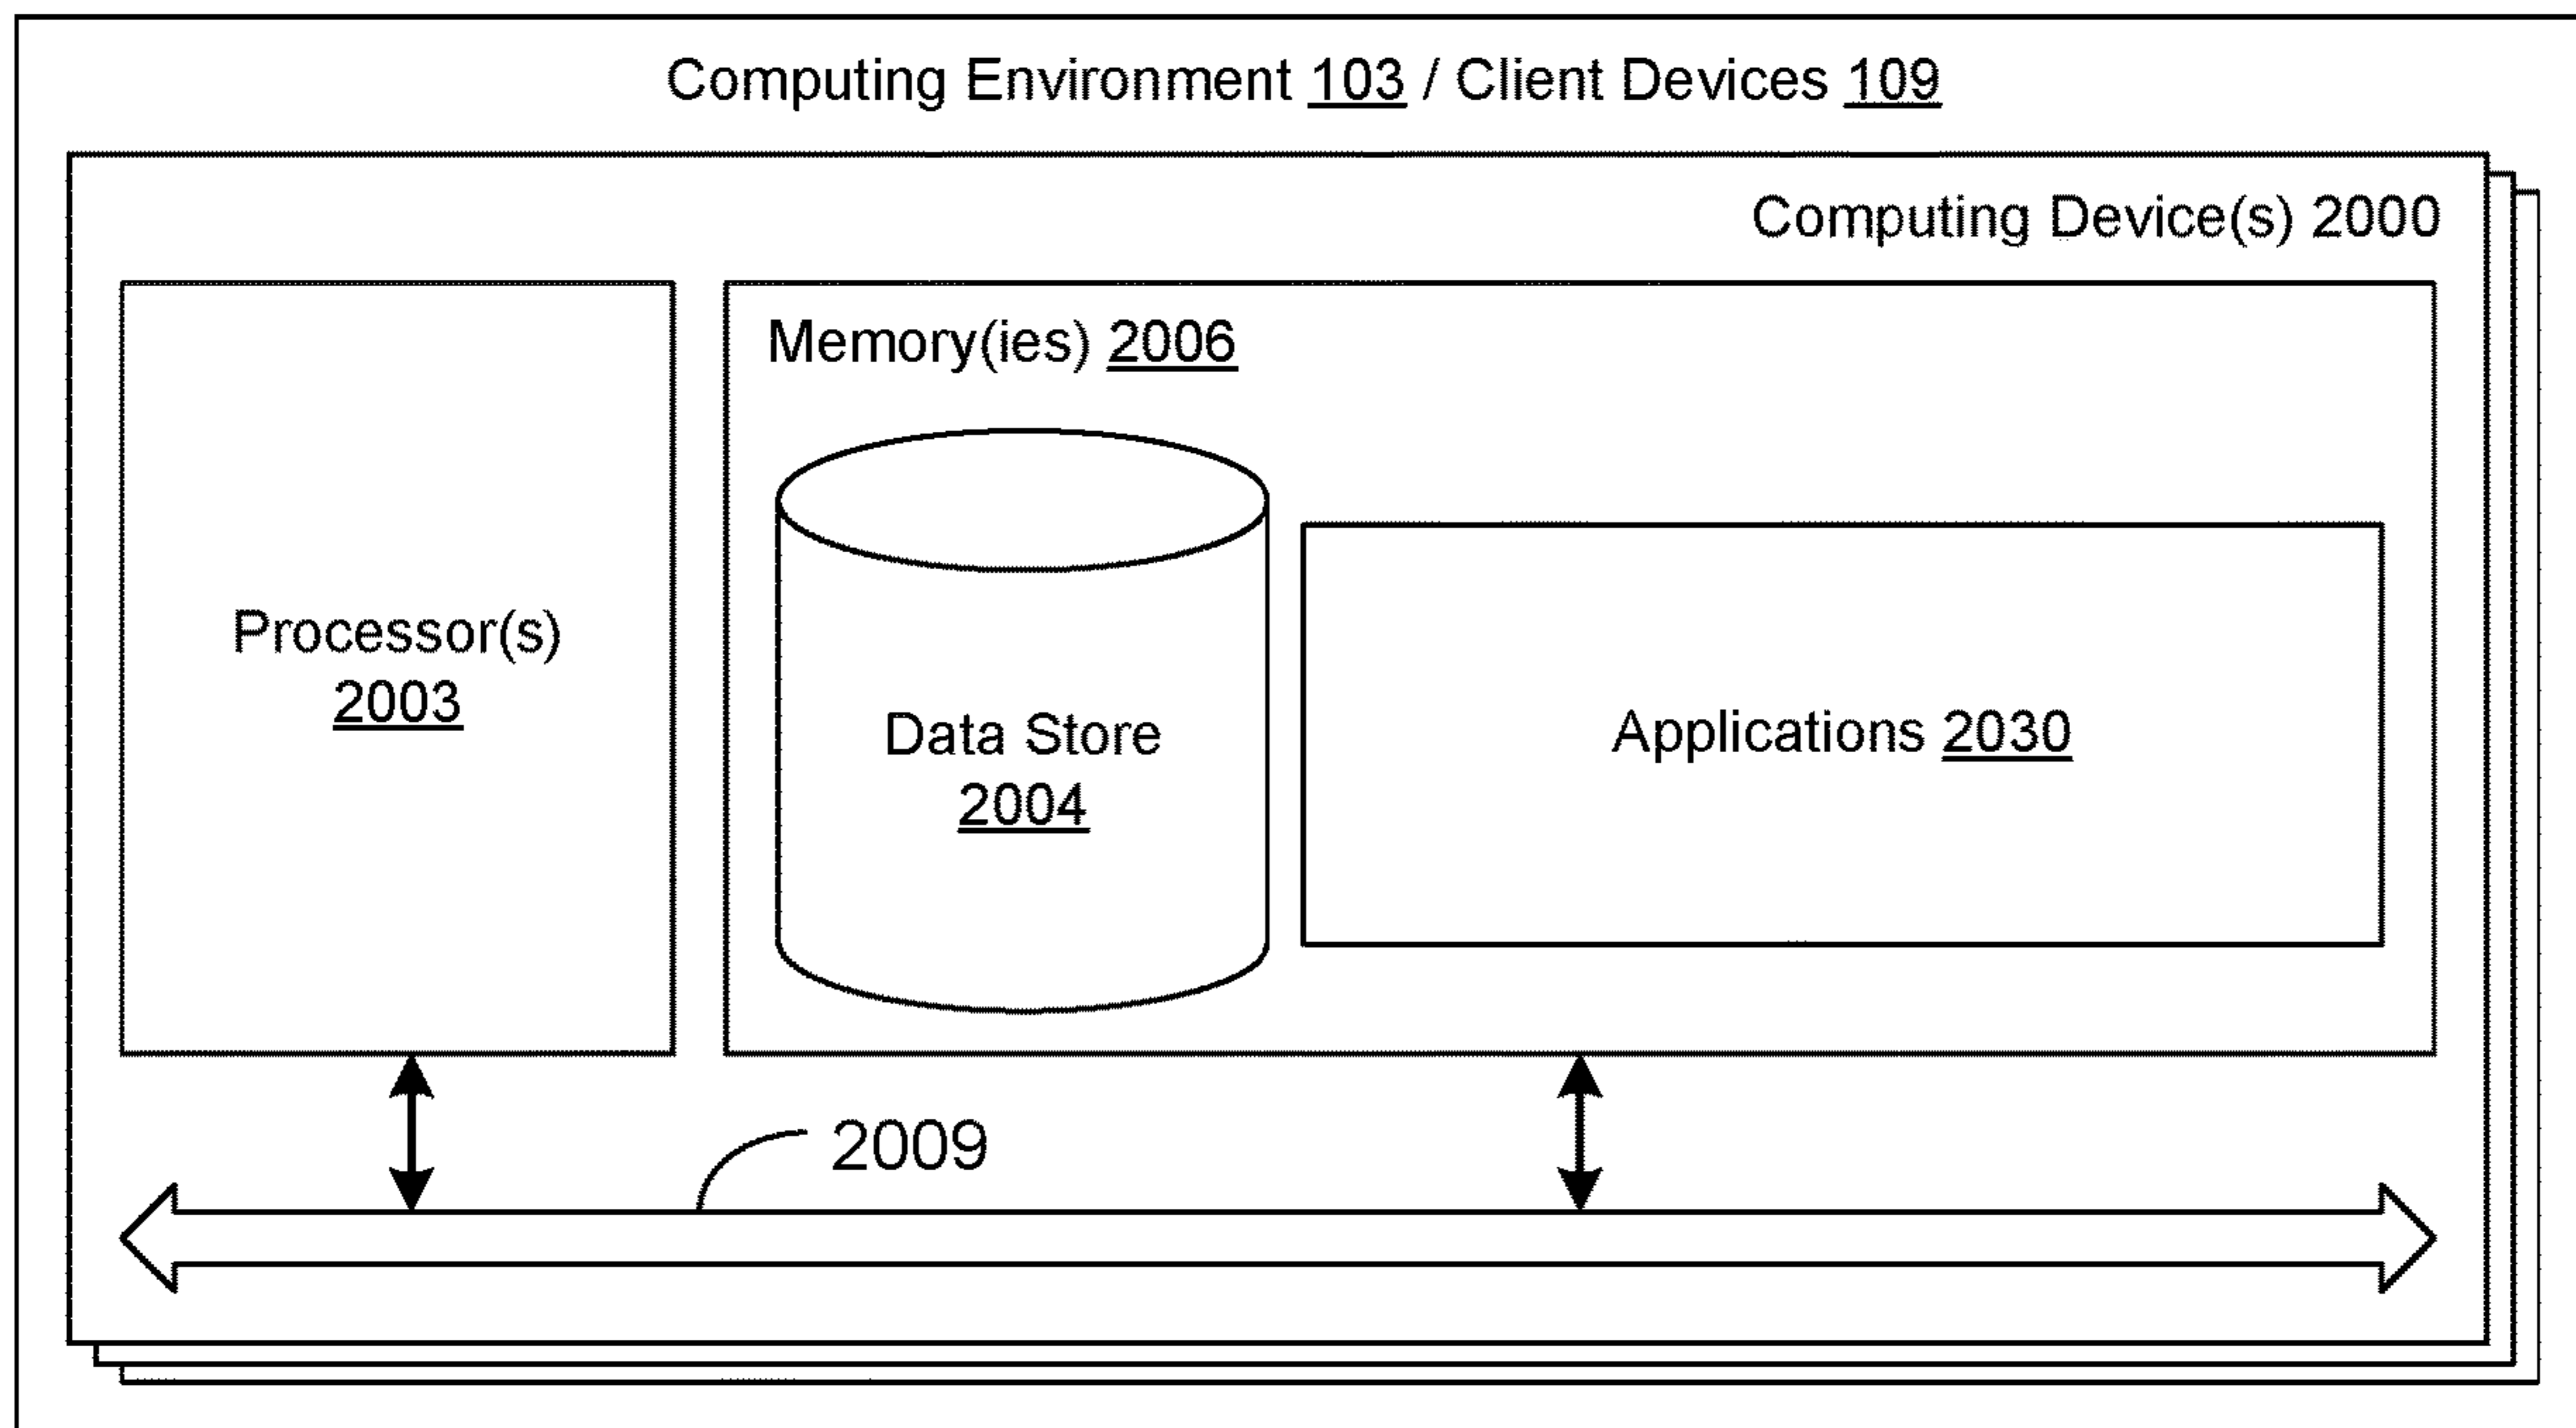 Computing Environment 103 / Client Devices 109
Computing Device(s) 2000
Memory(ies) 2006
Processor(s)
2003
Data Store
2004
Applications 2030
2009